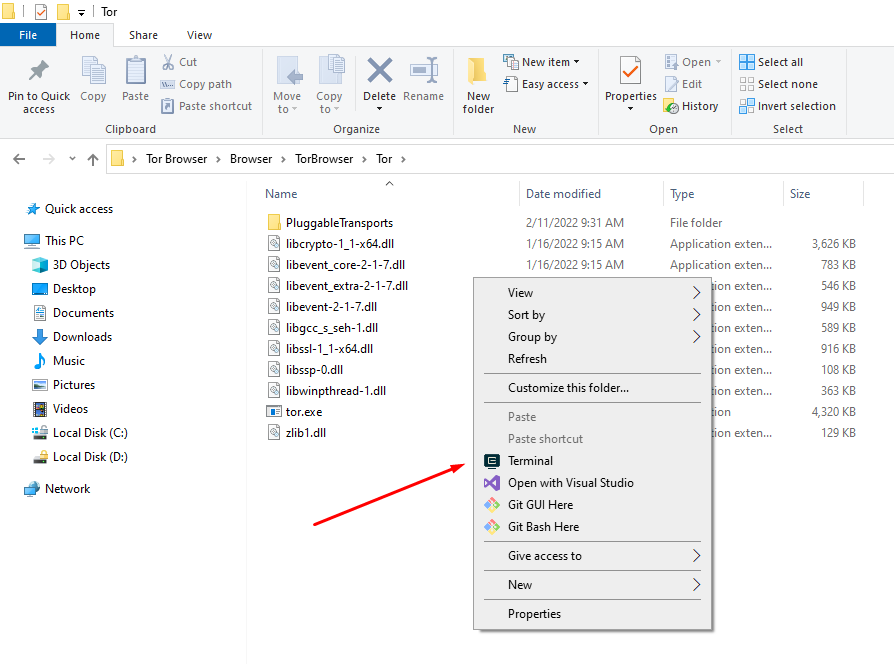 Tor
File Home Share View
Pin to Quick access
Copy
Paste
Cut
Copy path
Paste shortcut
Clipboard
Move to
Copy to
Delete
Rename
Organize
New folder
New item
Easy access
New
Properties
Open
Edit
History
Open
Select all
Select none
Invert selection
Select
Tor Browser > Browser > TorBrowser > Tor >
Quick access
This PC
3D Objects
Desktop
Documents
Downloads
Music
Pictures
Videos
Local Disk (C:)
Local Disk (D:)
Network
Name Date modified Type Size
PluggableTransports 2/11/2022 9:31 AM File folder
libcrypto-1_1-x64.dll 1/16/2022 9:15 AM Application exten... 3,626 KB
libevent_core-2-1-7.dll 1/16/2022 9:15 AM Application exten... 783 KB
libevent_extra-2-1-7.dll 546 KB
libevent-2-1-7.dll 949 KB
libgcc_s_seh-1.dll 589 KB
libssl-1_1-x64.dll 916 KB
libssp-0.dll 108 KB
libwinpthread-1.dll 363 KB
tor.exe 4,320 KB
zlib1.dll 129 KB
View
Sort by
Group by
Refresh
Customize this folder...
Paste
Paste shortcut
Terminal
Open with Visual Studio
Git GUI Here
Git Bash Here
Give access to
New
Properties